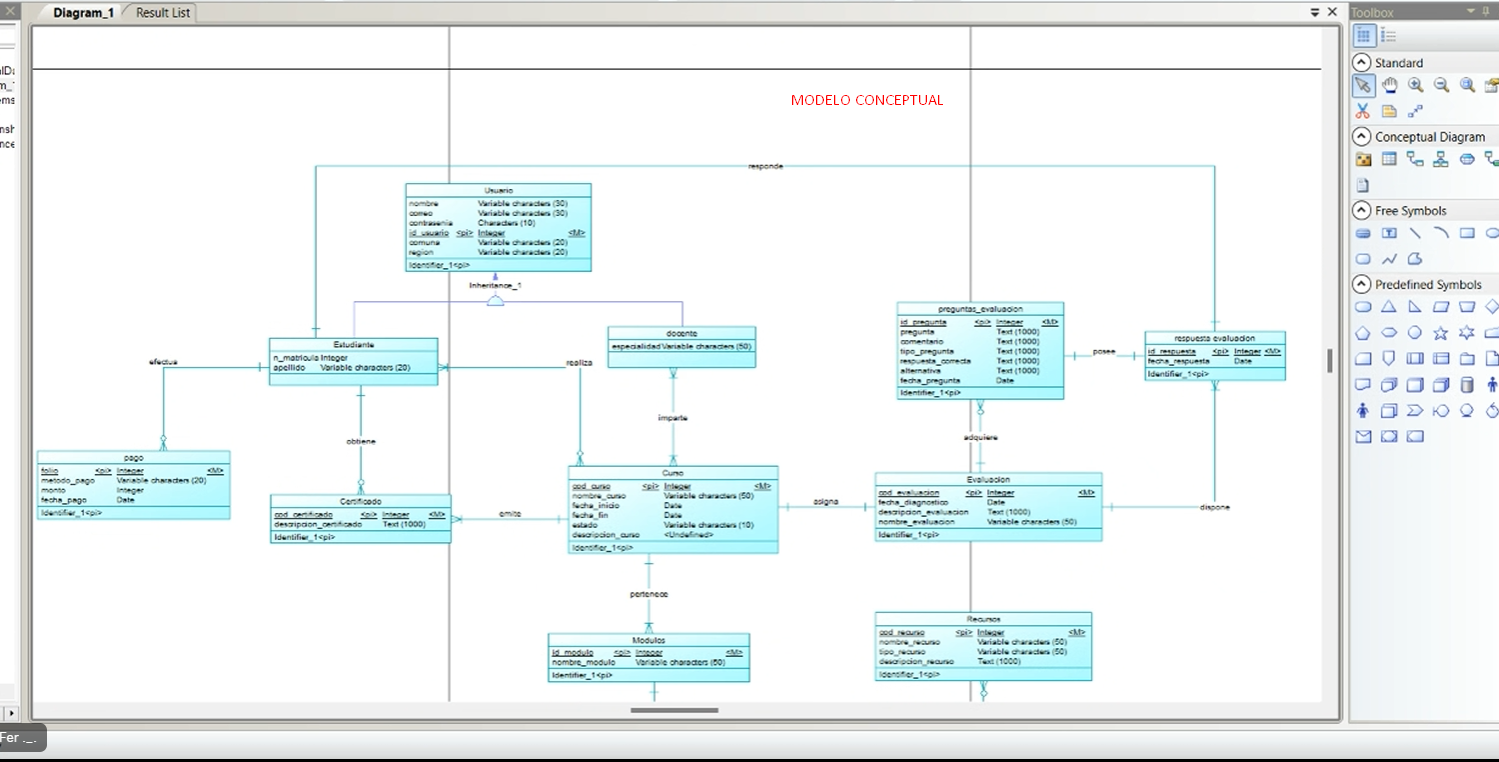 Diagram_1
Result List
Toolbox
Standard
Conceptual Diagram
Free Symbols
Predefined Symbols
MODELO CONCEPTUAL
responde
Usuario
nombre Variable characters (30)
correo Variable characters (30)
contrasenia Characters (10)
id_usuario <pi> Integer <M>
comuna Variable characters (20)
region Variable characters (20)
Identifier_1<pi>
Inheritance_1
Estudiante
n_matricula Integer
apellido Variable characters (20)
docente
especialidad Variable characters (50)
preguntas_evaluacion
id_pregunta <pi> Integer <M>
pregunta Text (1000)
comentario Text (1000)
tipo_pregunta Text (1000)
respuesta_correcta Text (1000)
alternativa Text (1000)
fecha_pregunta Date
Identifier_1<pi>
posee
respuesta evaluacion
id_respuesta <pi> Integer <M>
fecha_respuesta Date
Identifier_1<pi>
efectua
realiza
obtiene
imparte
adquiere
pago
folio <pi> Integer <M>
metodo_pago Variable characters (20)
monto Integer
fecha_pago Date
Identifier_1<pi>
Certificado
cod_certificado <pi> Integer <M>
descripcion_certificado Text (1000)
Identifier_1<pi>
emite
Curso
cod_curso <pi> Integer <M>
nombre_curso Variable characters (50)
fecha_inicio Date
fecha_fin Date
estado Variable characters (10)
descripcion_curso <Undefined>
Identifier_1<pi>
asigna
Evaluacion
cod_evaluacion <pi> Integer <M>
fecha_diagnostico Date
descripcion_evaluacion Text (1000)
nombre_evaluacion Variable characters (50)
Identifier_1<pi>
dispone
pertenece
Modulos
id_modulo <pi> Integer <M>
nombre_modulo Variable characters (50)
Identifier_1<pi>
Recursos
cod_recurso <pi> Integer <M>
nombre_recurso Variable characters (50)
tipo_recurso Variable characters (50)
descripcion_recurso Text (1000)
Identifier_1<pi>
Fer ._.